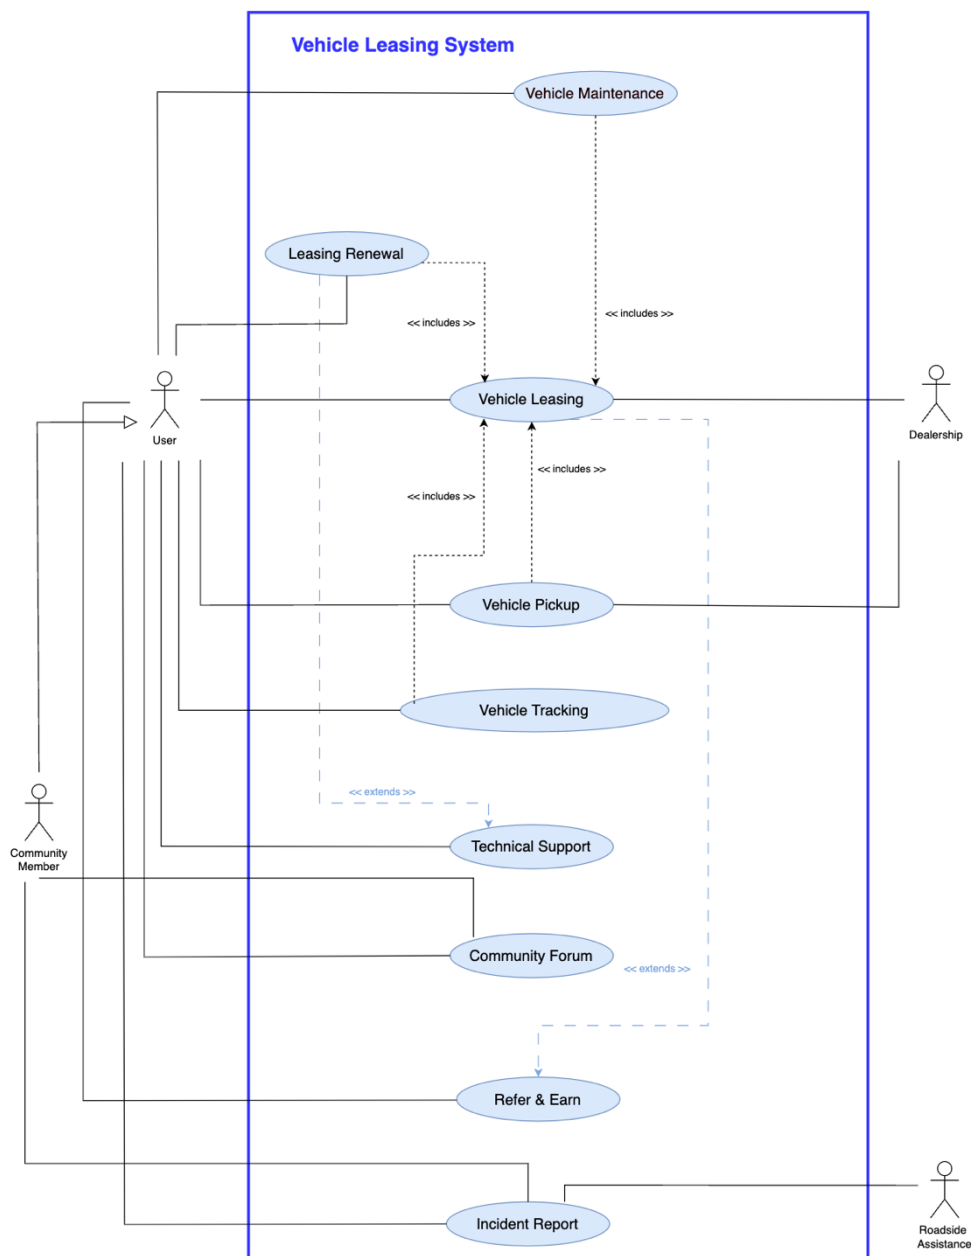 Vehicle Leasing System
Vehicle Maintenance
Leasing Renewal
<< includes >>
<< includes >>
Vehicle Leasing
User
Dealership
<< includes >>
<< includes >>
Vehicle Pickup
Vehicle Tracking
<< extends >>
Technical Support
Community
Member
Community Forum
<< extends >>
Refer & Earn
Incident Report
Roadside
Assistance